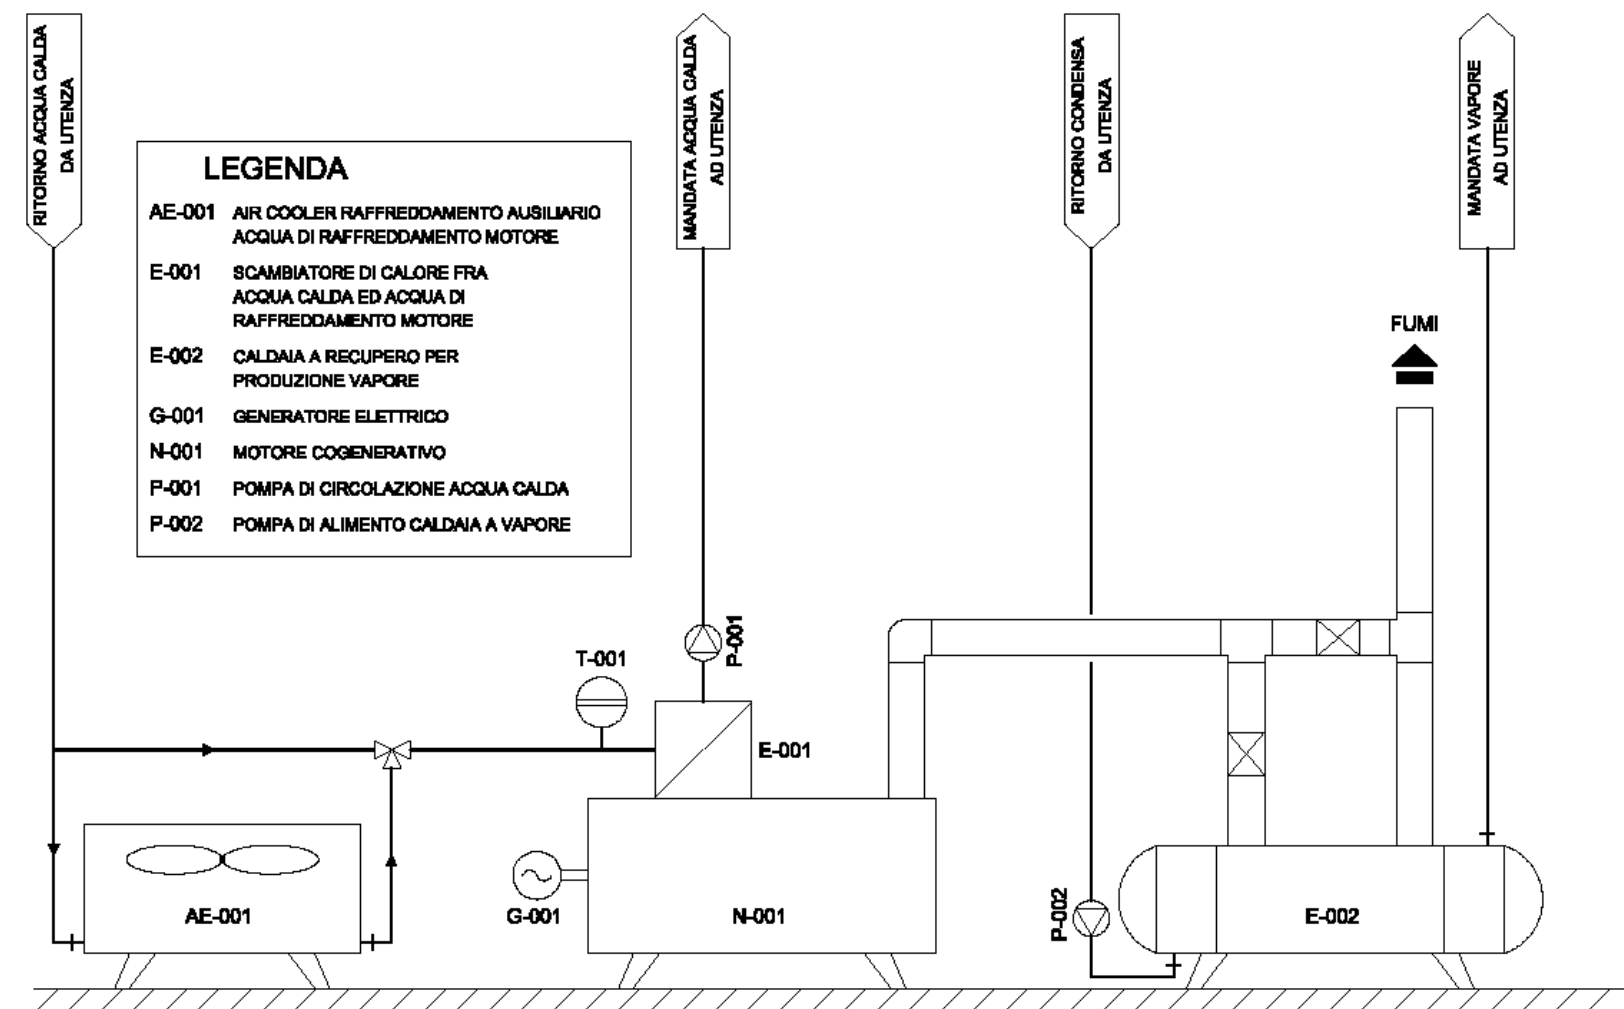 RITORNO ACQUA CALDA
DA UTENZA
MANDATA ACQUA CALDA
AD UTENZA
RITORNO CONDENSA
DA UTENZA
MANDATA VAPORE
AD UTENZA
LEGENDA
AE-001 AIR COOLER RAFFREDDAMENTO AUSILIARIO
ACQUA DI RAFFREDDAMENTO MOTORE
E-001 SCAMBIATORE DI CALORE FRA
ACQUA CALDA ED ACQUA DI
RAFFREDDAMENTO MOTORE
E-002 CALDAIA A RECUPERO PER
PRODUZIONE VAPORE
G-001 GENERATORE ELETTRICO
N-001 MOTORE COGENERATIVO
P-001 POMPA DI CIRCOLAZIONE ACQUA CALDA
P-002 POMPA DI ALIMENTO CALDAIA A VAPORE
FUMI
T-001
P-001
E-001
AE-001
G-001
N-001
P-002
E-002